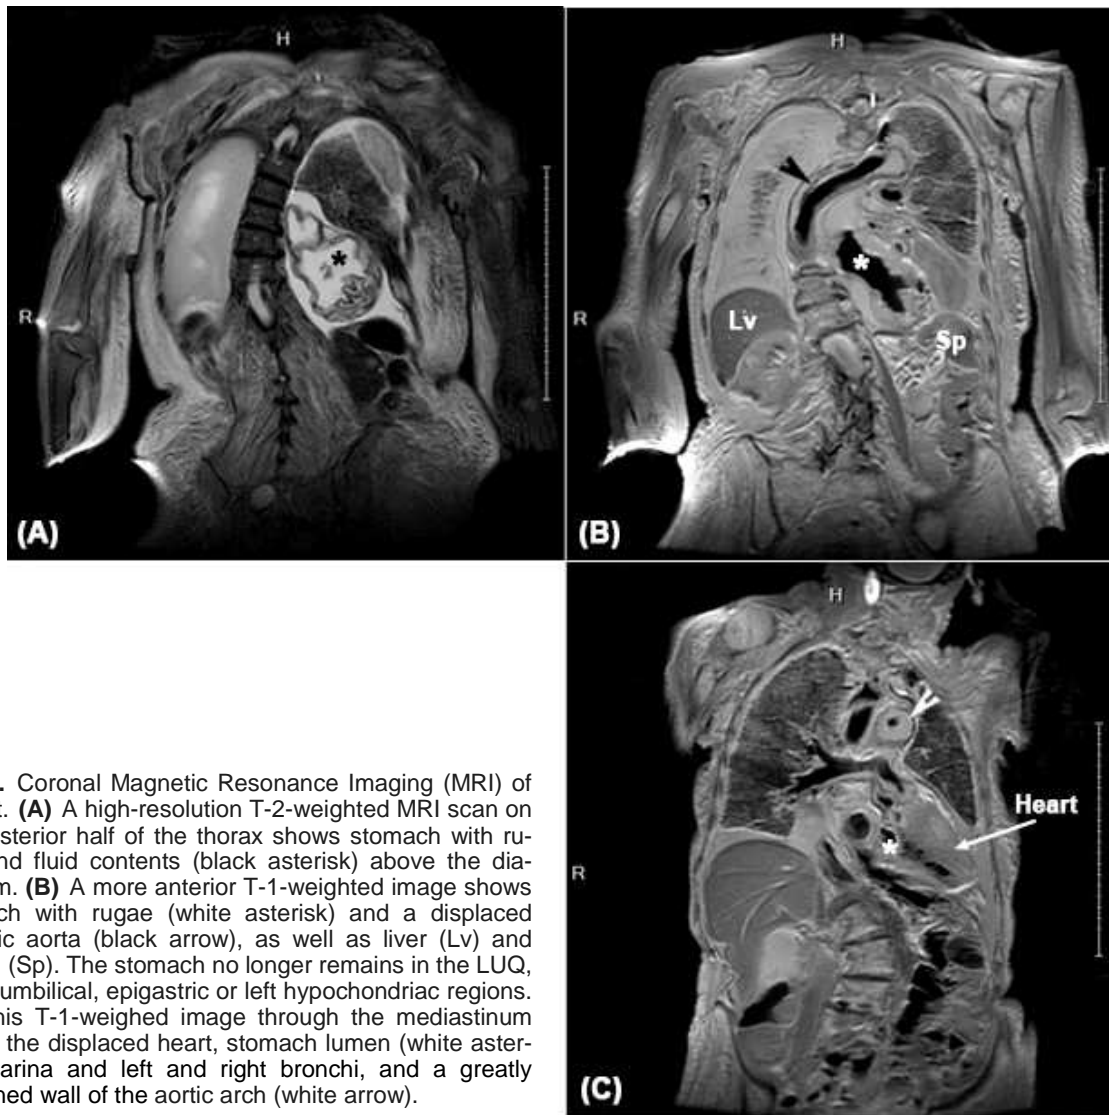 H
R
*
(A)
H
R
*
Lv
Sp
(B)
H
R
Heart
*
(C)
. Coronal Magnetic Resonance Imaging (MRI) of
t. (A) A high-resolution T-2-weighted MRI scan on
sterior half of the thorax shows stomach with ru-
nd fluid contents (black asterisk) above the dia-
m. (B) A more anterior T-1-weighted image shows
ch with rugae (white asterisk) and a displaced
ic aorta (black arrow), as well as liver (Lv) and
(Sp). The stomach no longer remains in the LUQ,
umbilical, epigastric or left hypochondriac regions.
his T-1-weighed image through the mediastinum
the displaced heart, stomach lumen (white aster-
arina and left and right bronchi, and a greatly
ned wall of the aortic arch (white arrow).